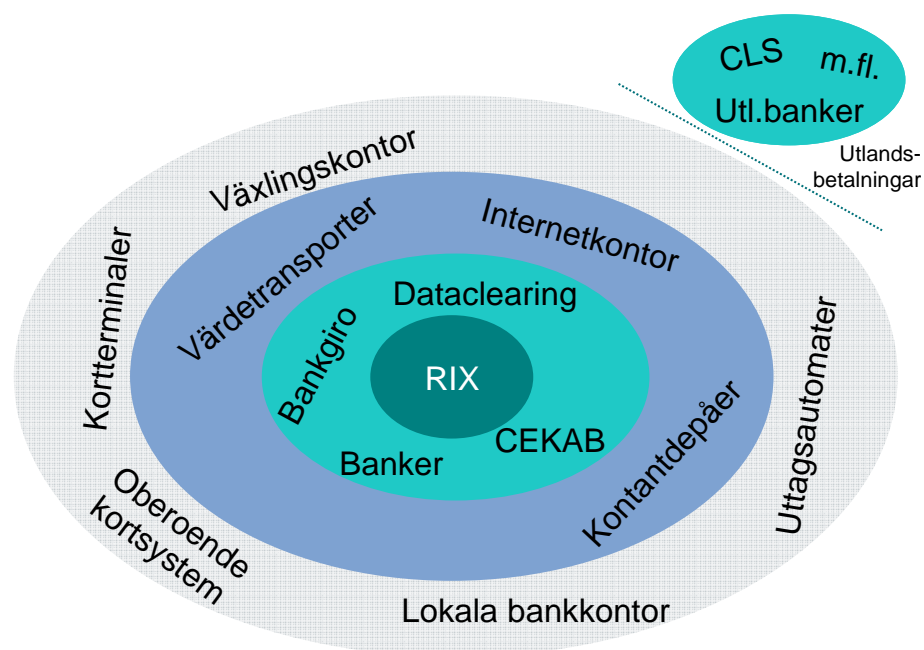 CLS m.fl.
Utl.banker
Utlands-
betalningar
Växlingskontor
Värdetransporter
Internetkontor
Kortterminaler
Dataclearing
Bankgiro
RIX
CEKAB
Banker
Kontantdepåer
Uttagsautomater
Oberoende
kortsystem
Lokala bankkontor